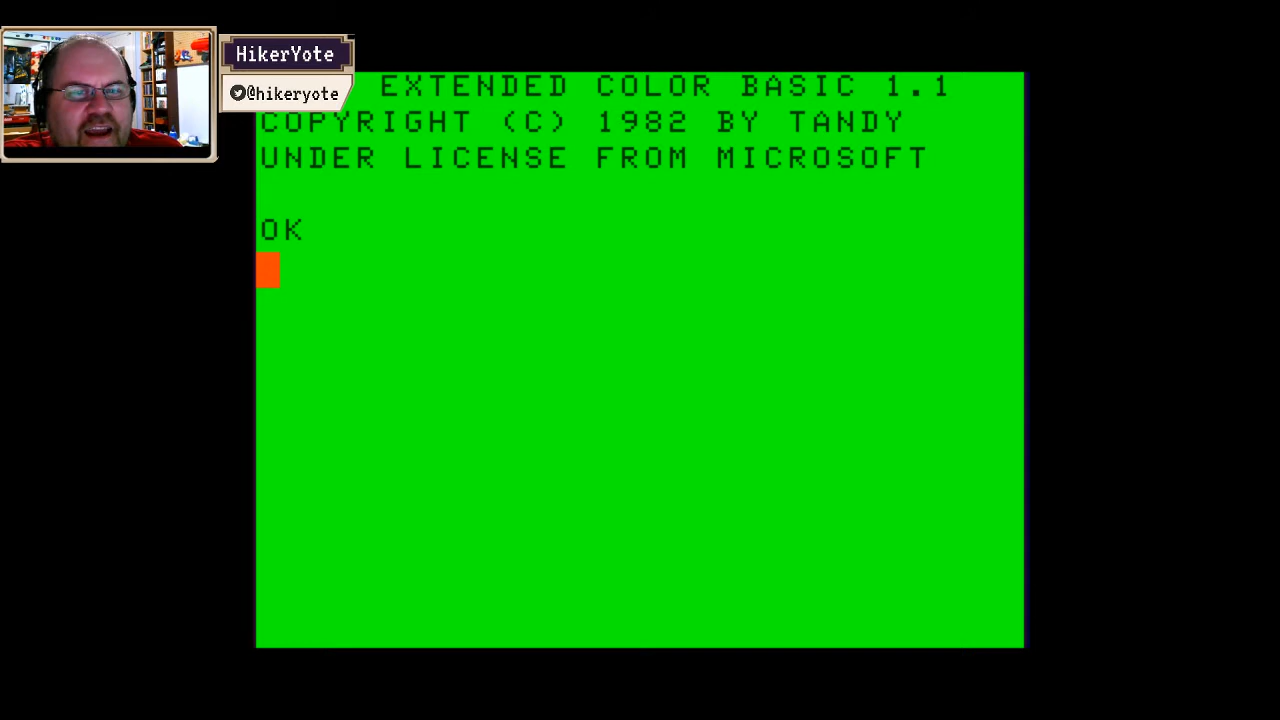 HikerYote
@hikeryote
EXTENDED COLOR BASIC 1.1
COPYRIGHT (C) 1982 BY TANDY
UNDER LICENSE FROM MICROSOFT
OK